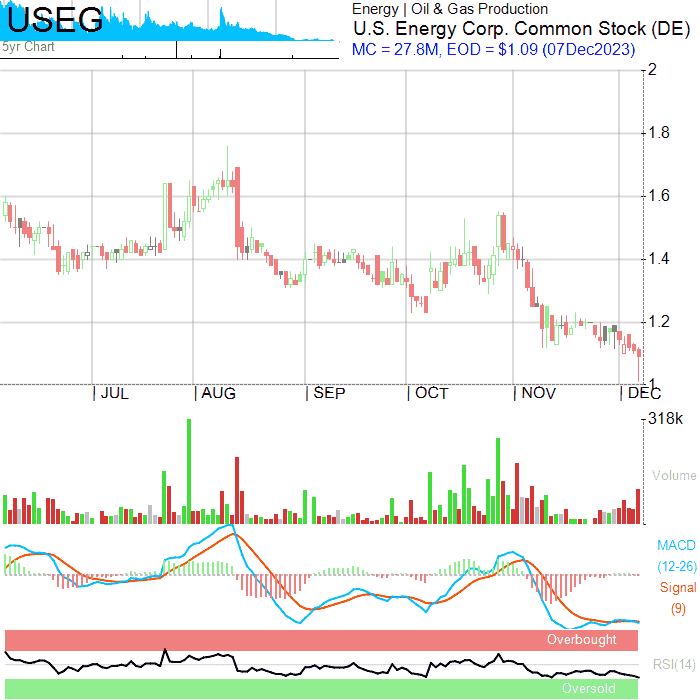 USEG
5yr Chart
Energy | Oil & Gas Production
U.S. Energy Corp. Common Stock (DE)
MC = 27.8M, EOD = $1.09 (07Dec2023)
2
1.8
1.6
1.4
1.2
1
JUL AUG SEP OCT NOV DEC
318k
Volume
MACD
(12-26)
Signal
(9)
Overbought
RSI(14)
Oversold